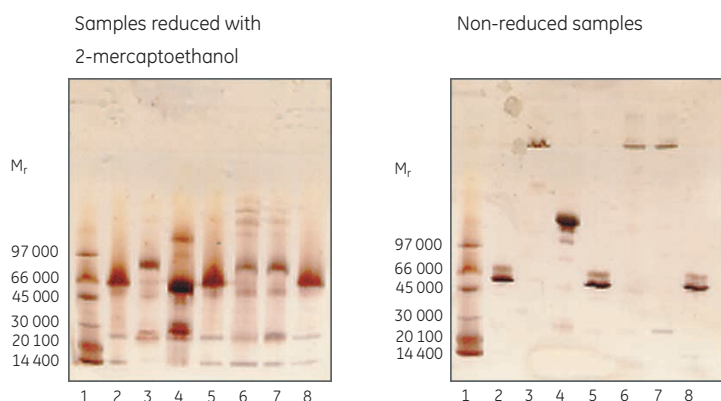 Samples reduced with
2-mercaptoethanol
Mr
97 000
66 000
45 000
30 000
20 100
14 400
1 2 3 4 5 6 7 8
Non-reduced samples
Mr
97 000
66 000
45 000
30 000
20 100
14 400
1 2 3 4 5 6 7 8